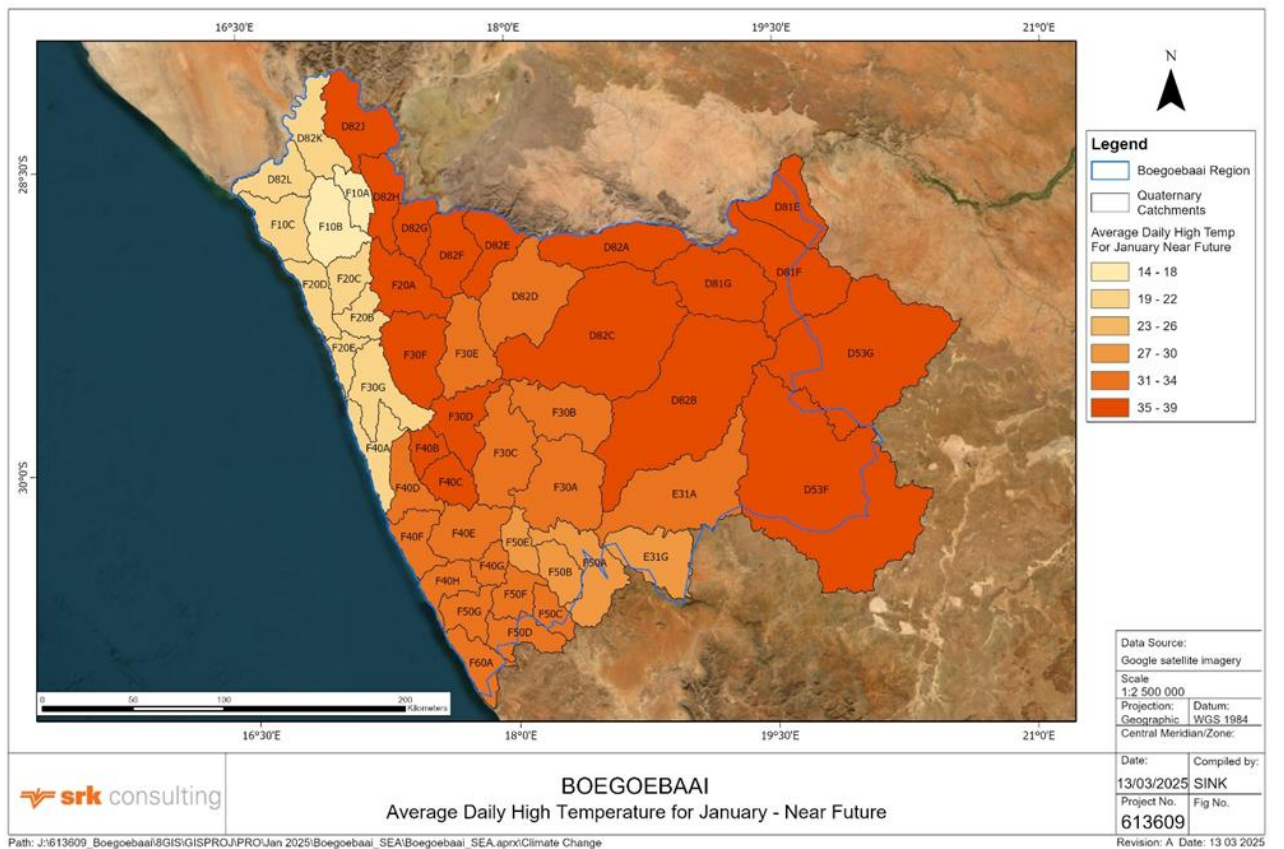 16°30'E
18°0'E
19°30'E
21°0'E
N
28°30'S
30°0'S
D82J
D82K
D82L
F10A
D82H
F10C
F10B
D82G
D82F
D82E
D82A
D81E
D81F
D81G
F20D
F20C
F20A
D82D
F20B
F20E
F30F
F30E
D82C
D53G
F30G
D82B
F30D
F30B
F40A
F40B
F30C
F40C
F40D
F30A
E31A
D53F
F40F
F40E
F50E
F50A
E31G
F40G
F50B
F40H
F50F
F50G
F50C
F50D
F60A
0 50 100 200
Kilometers
16°30'E
18°0'E
19°30'E
21°0'E
Legend
Boegoebaai Region
Quaternary
Catchments
Average Daily High Temp
For January Near Future
14 - 18
19 - 22
23 - 26
27 - 30
31 - 34
35 - 39
Data Source:
Google satellite imagery
Scale
1:2 500 000
Projection: Datum:
Geographic WGS 1984
Central Meridian/Zone:
Date: Compiled by:
13/03/2025 SINK
Project No. Fig No.
613609
srk consulting
BOEGOEBAAI
Average Daily High Temperature for January - Near Future
Path: J:\613609_Boegoebaai\8GIS\GISPROJ\PRO\Jan 2025\Boegoebaai_SEA\Boegoebaai_SEA.aprx\Climate Change
Revision: A Date: 13 03 2025